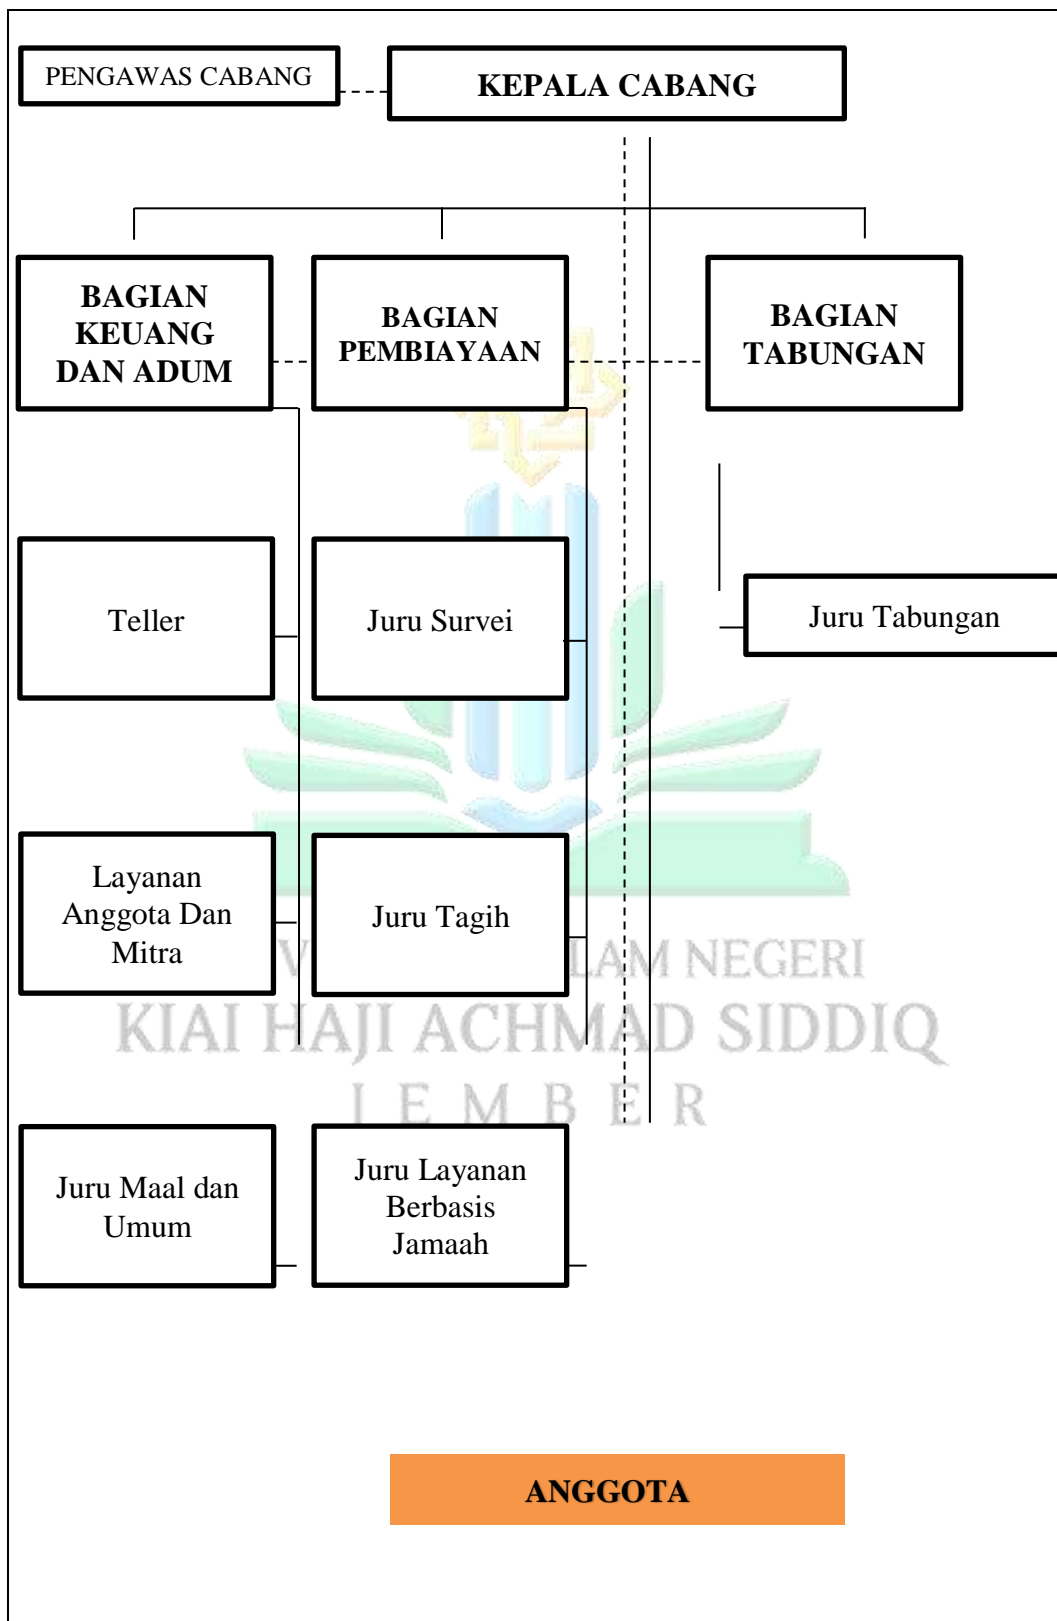 PENGAWAS CABANG
KEPALA CABANG
BAGIAN
KEUANG
DAN ADUM
BAGIAN
PEMBIAYAAN
BAGIAN
TABUNGAN
Teller
Juru Survei
Juru Tabungan
Layanan
Anggota Dan
Mitra
Juru Tagih
LAM NEGERI
KIAI HAJI ACHMAD SIDDIQ
EMBER
Juru Maal dan
Umum
Juru Layanan
Berbasis
Jamaah
ANGGOTA